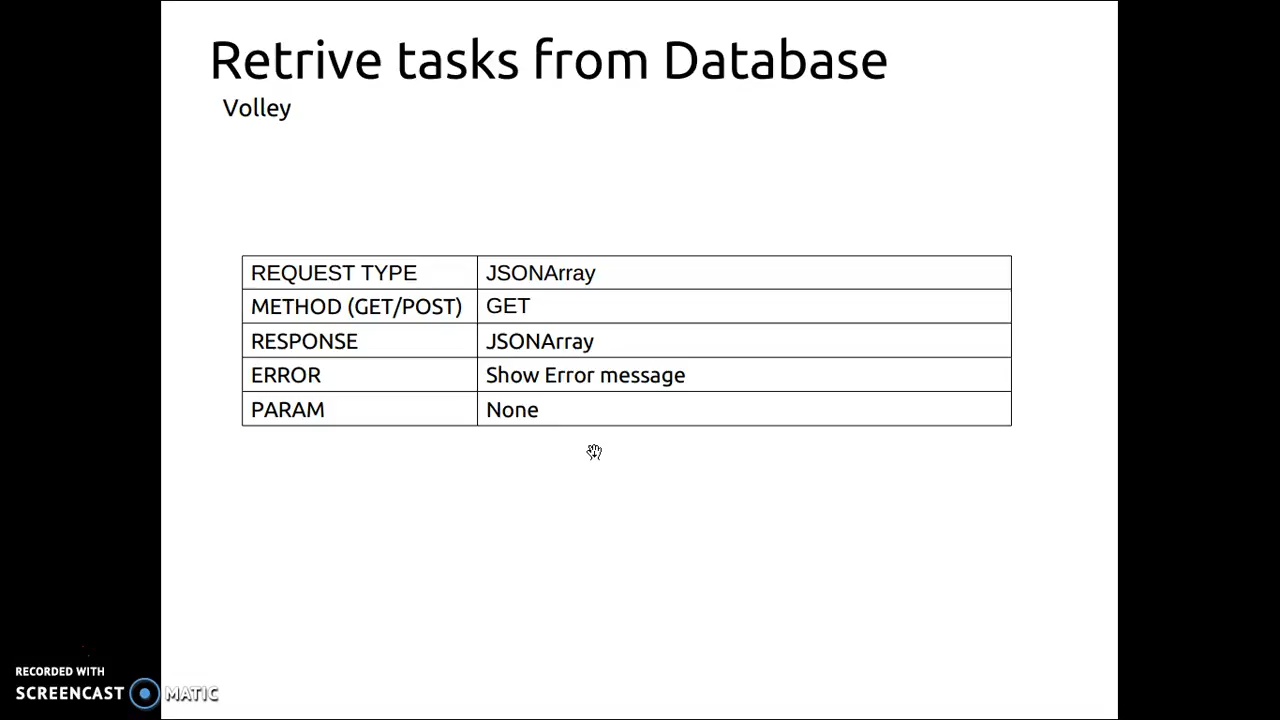 Retrive tasks from Database
Volley
REQUEST TYPE JSONArray
METHOD (GET/POST) GET
RESPONSE JSONArray
ERROR Show Error message
PARAM None
RECORDED WITH
SCREENCAST MATIC